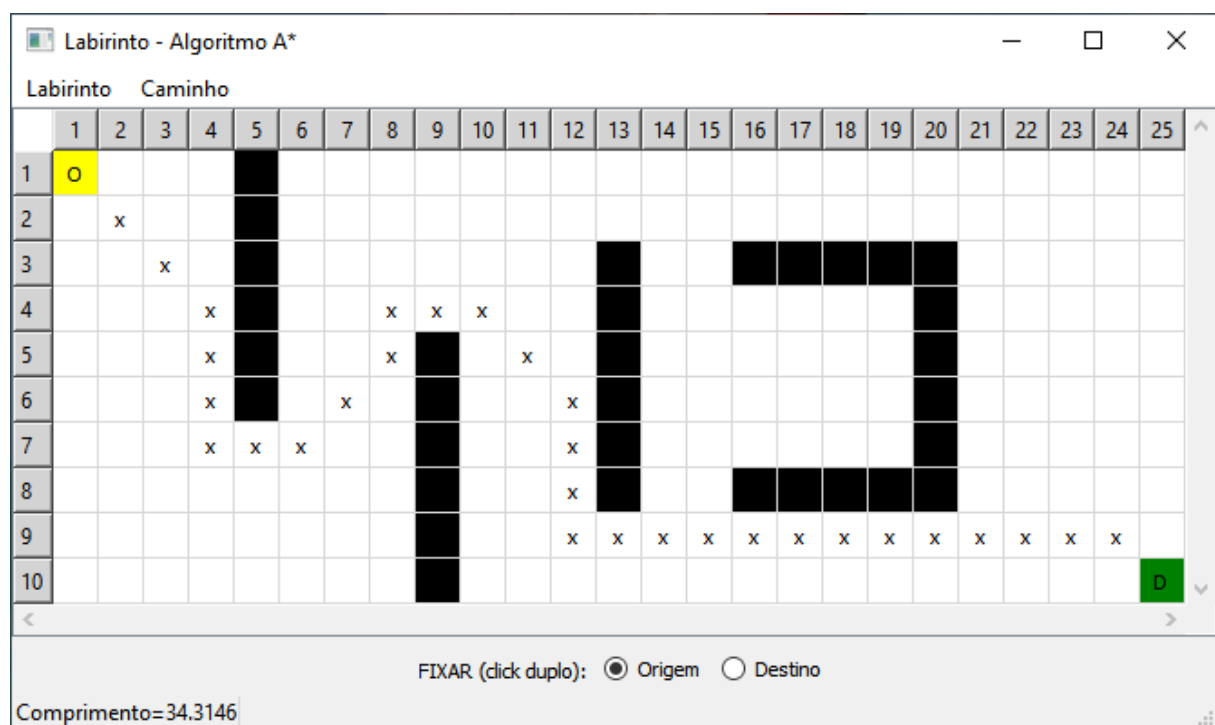 Labirinto - Algoritmo A*
Labirinto Caminho
1 2 3 4 5 6 7 8 9 10 11 12 13 14 15 16 17 18 19 20 21 22 23 24 25
1 O
2 x
3 x
4 x x x x
5 x x x
6 x x x
7 x x x x
8 x
9 x x x x x x x x x x x x x
10 D
FIXAR (click duplo): Origem Destino
Comprimento=34.3146